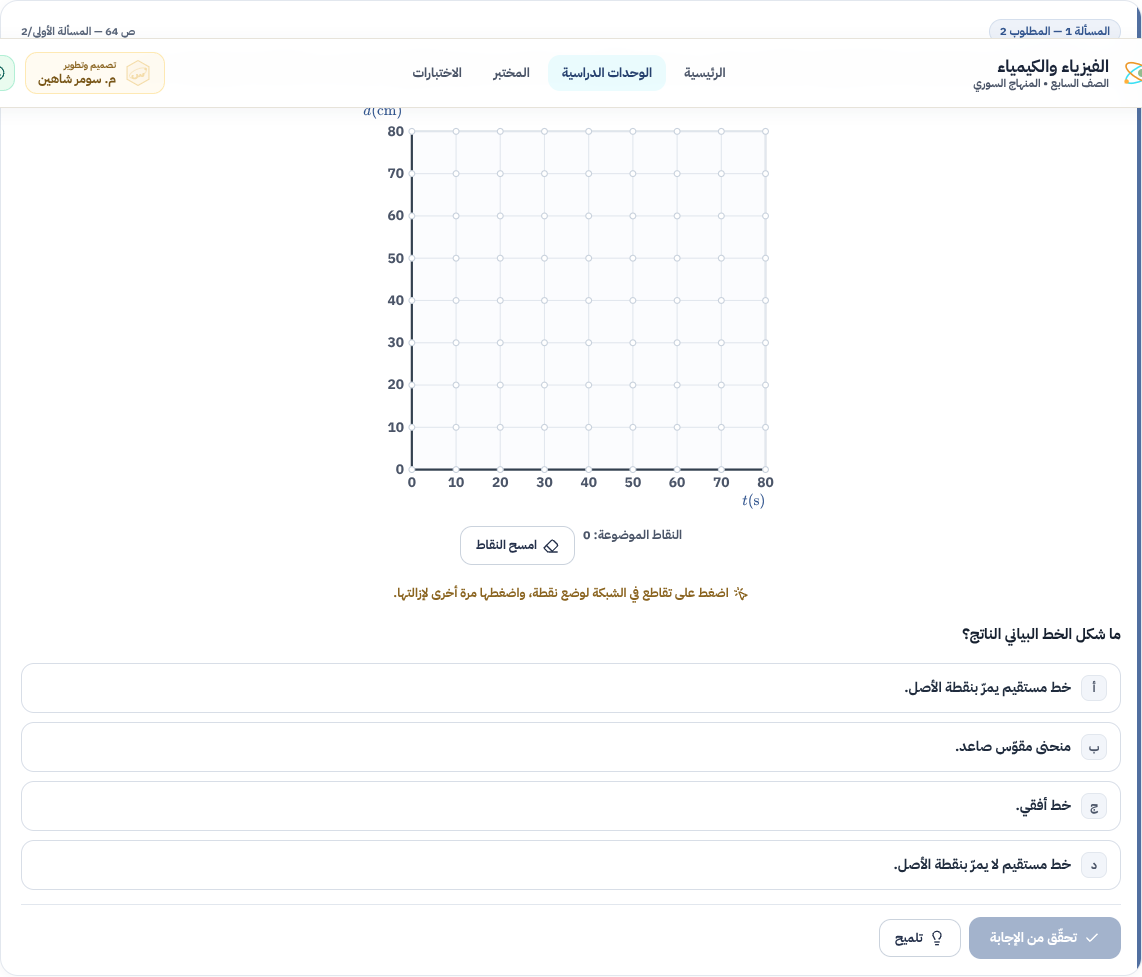 المسألة 1 — المطلوب 2
ص 64 — المسألة الأولى/2
الفيزياء والكيمياء
الصف السابع • المنهاج السوري
الرئيسية
الوحدات الدراسية
المختبر
الاختبارات
تصميم وتطوير
م. سومر شاهين
d(cm)
80
70
60
50
40
30
20
10
0
0 10 20 30 40 50 60 70 80
t(s)
النقاط الموضوعة: 0
امسح النقاط
اضغط على تقاطع في الشبكة لوضع نقطة، واضغطها مرة أخرى لإزالتها.
ما شكل الخط البياني الناتج؟
أ خط مستقيم يمرّ بنقطة الأصل.
ب منحنى مقوّس صاعد.
ج خط أفقي.
د خط مستقيم لا يمرّ بنقطة الأصل.
تحقّق من الإجابة
تلميح